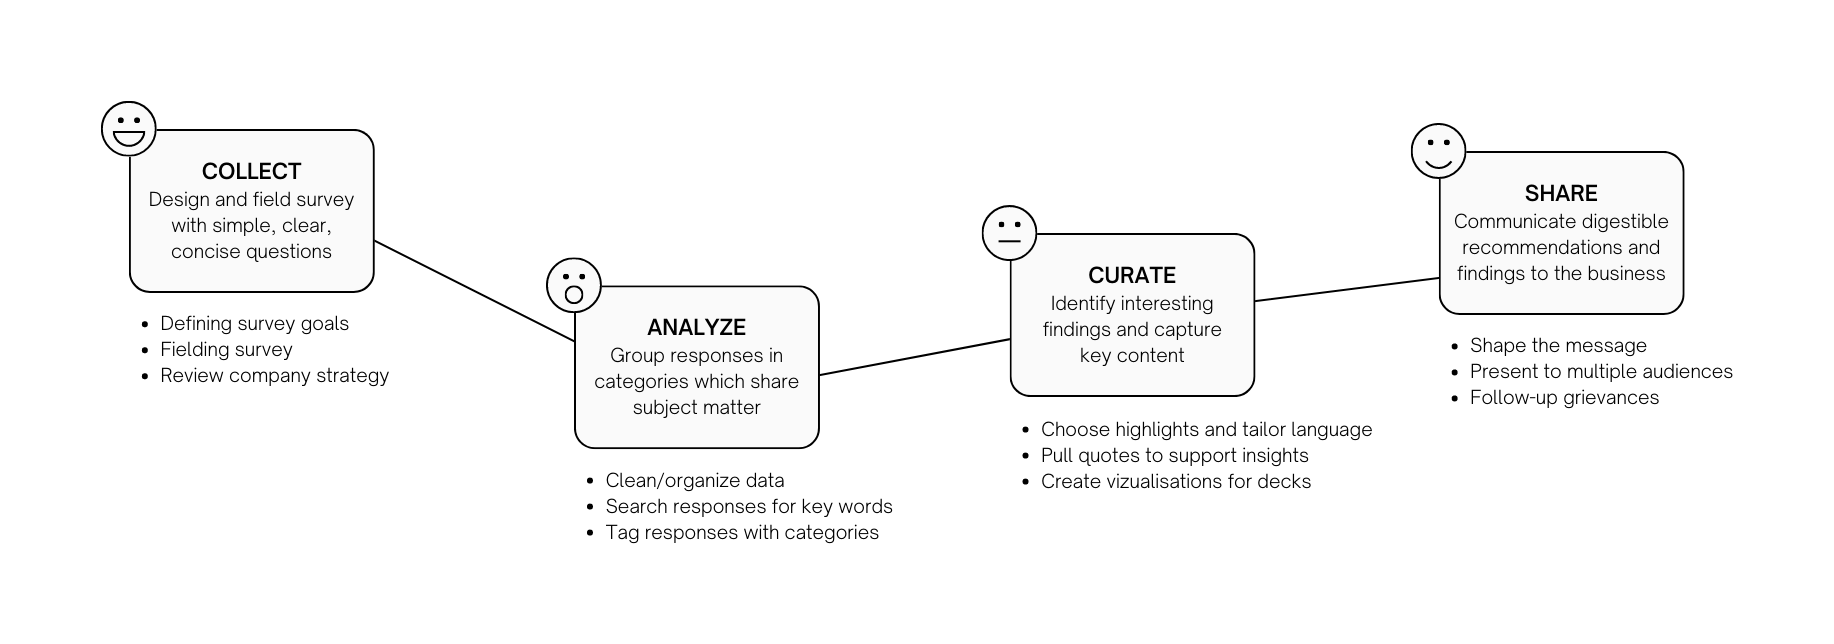 COLLECT
Design and field survey
with simple, clear,
concise questions
• Defining survey goals
• Fielding survey
• Review company strategy
ANALYZE
Group responses in
categories which share
subject matter
• Clean/organize data
• Search responses for key words
• Tag responses with categories
CURATE
Identify interesting
findings and capture
key content
• Choose highlights and tailor language
• Pull quotes to support insights
• Create vizualisations for decks
SHARE
Communicate digestible
recommendations and
findings to the business
• Shape the message
• Present to multiple audiences
• Follow-up grievances